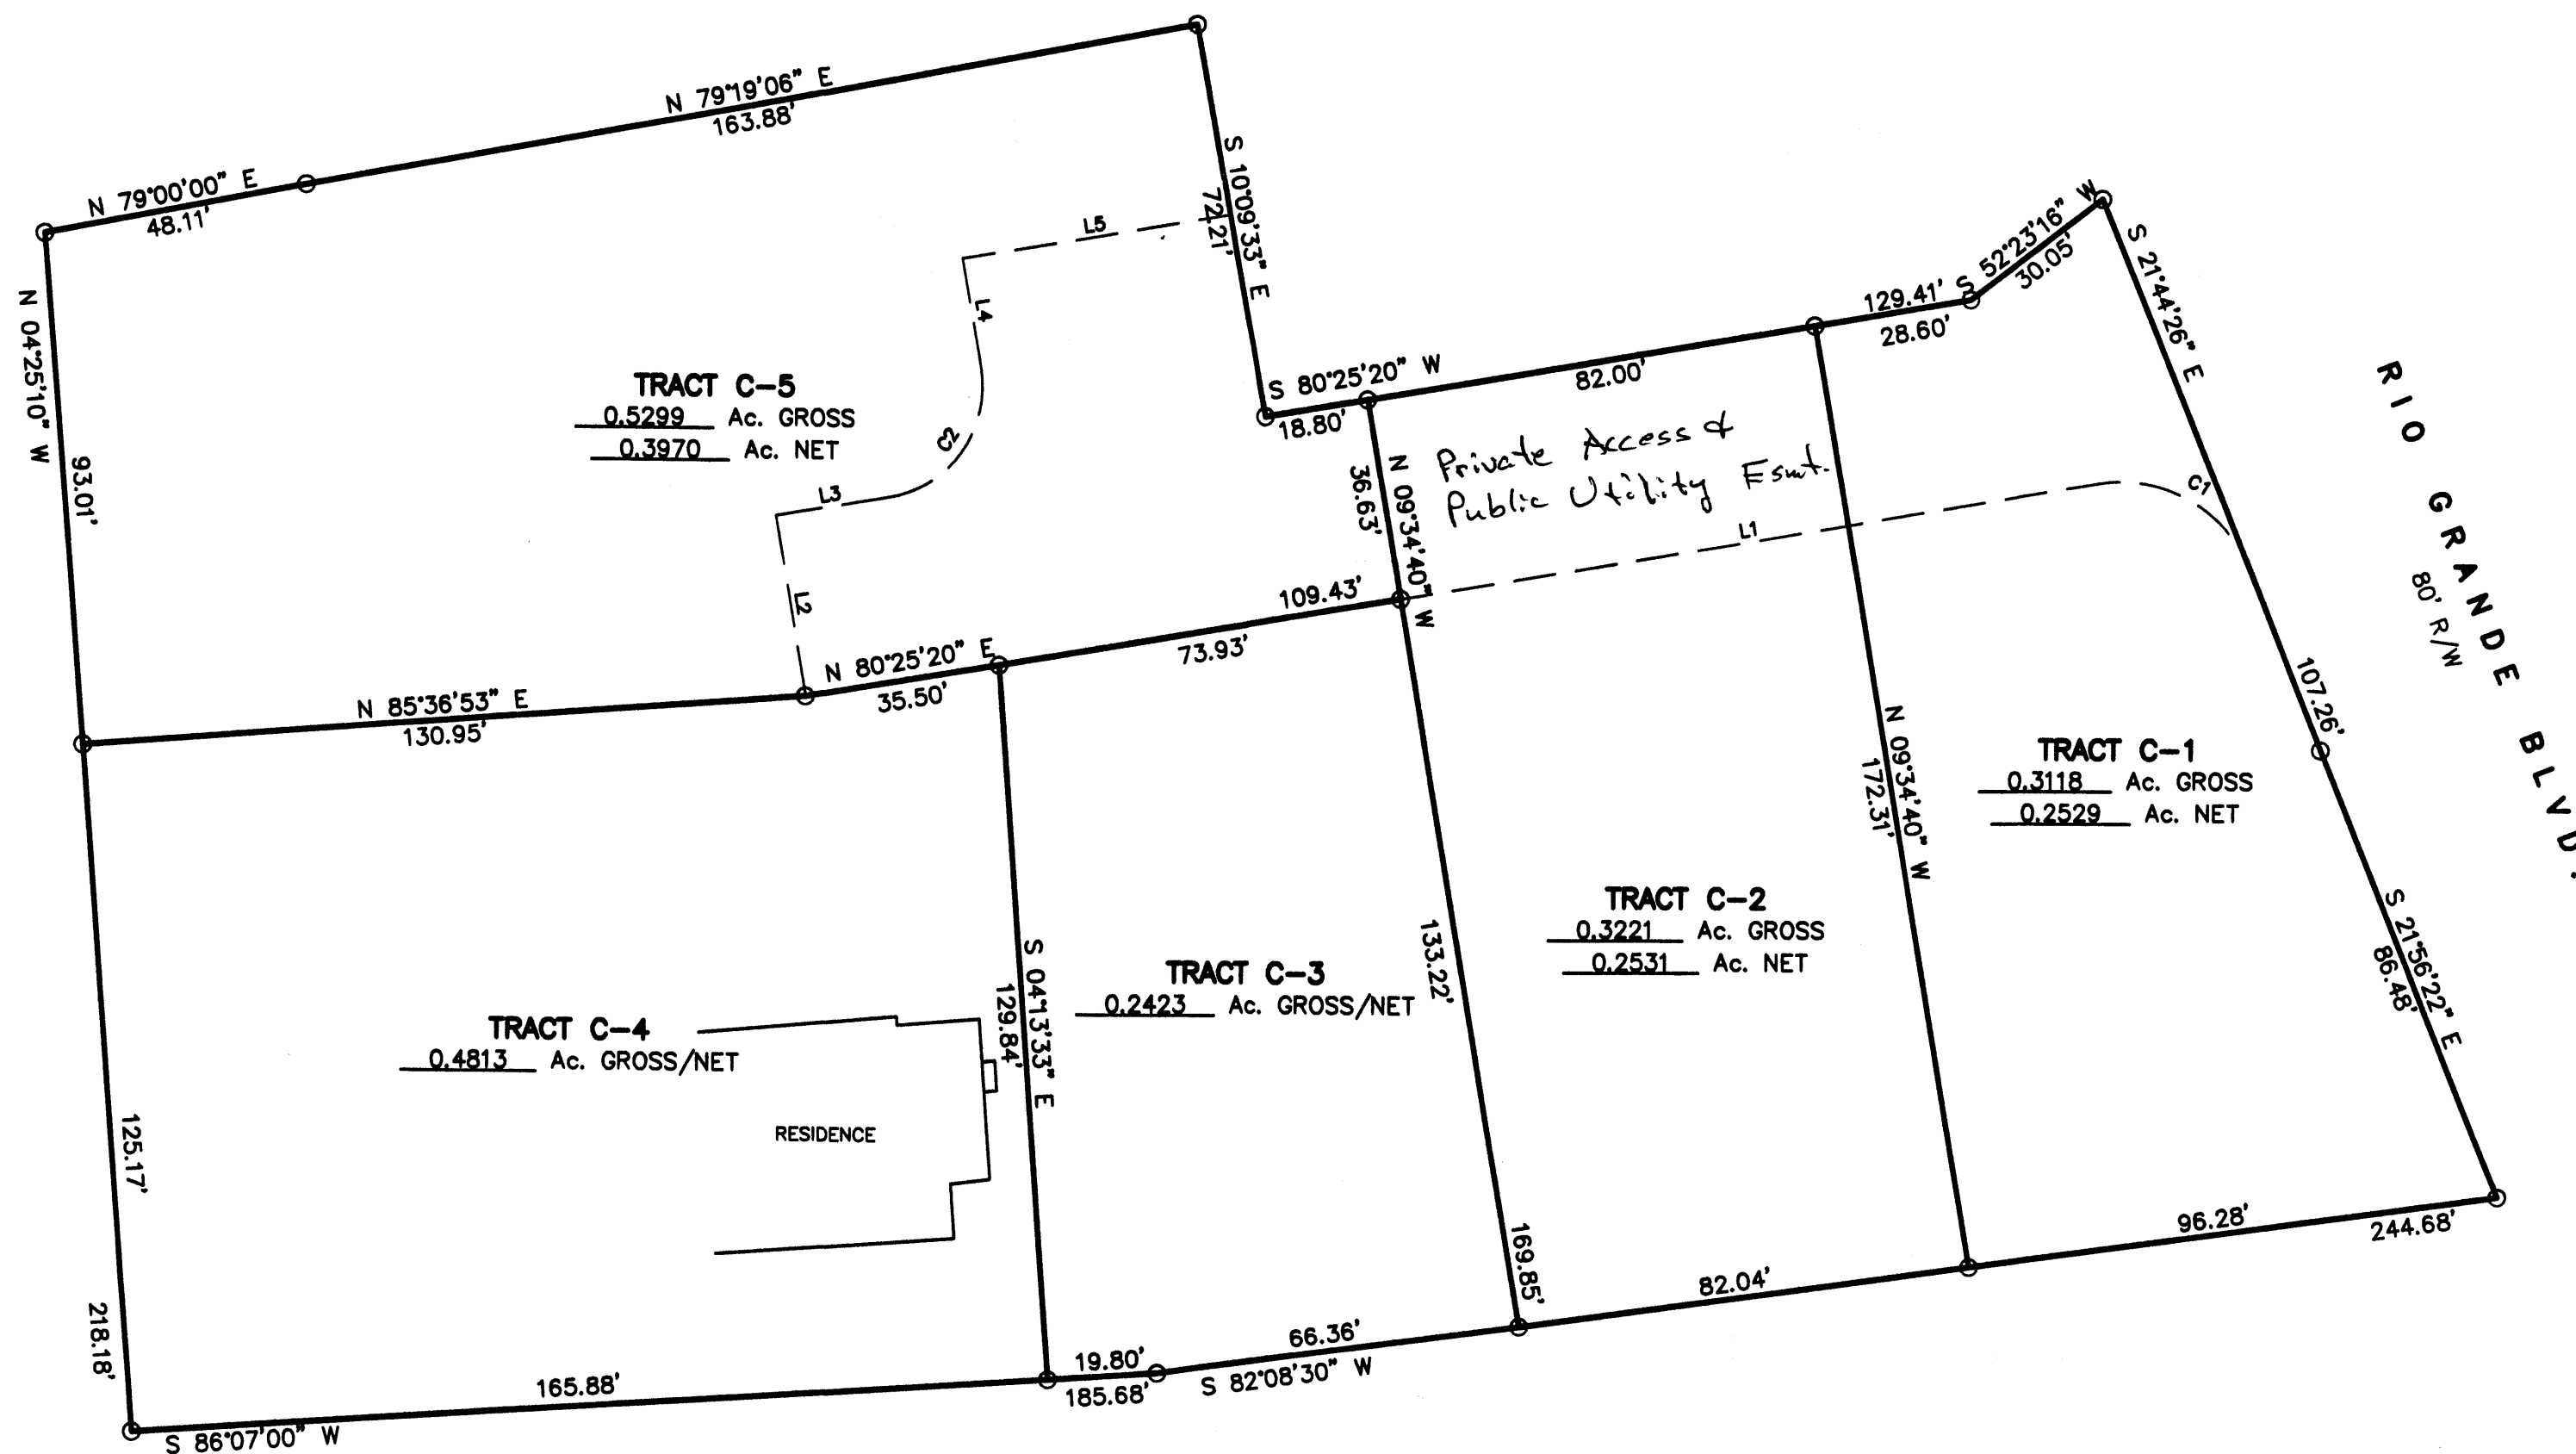 N 79°19'06" E
163.88'
N 79°00'00" E
48.11'
S 10°09'33" E
72.21'
L5
L4
S 52°23'16" W
30.05'
129.41'
28.60'
S 21°44'26" E
107.26'
RIO GRANDE BLVD.
80' R/W
N 04°25'10" W
93.01'
TRACT C-5
0.5299 Ac. GROSS
0.3970 Ac. NET
C2
L3
L2
S 80°25'20" W
18.80'
82.00'
Private Access &
Public Utility Esmt.
N 09°34'40" W
36.63'
L1
C1
109.43'
73.93'
N 80°25'20" E
35.50'
N 85°36'53" E
130.95'
N 09°34'40" W
172.31'
TRACT C-1
0.3118 Ac. GROSS
0.2529 Ac. NET
S 21°56'22" E
86.48'
TRACT C-2
0.3221 Ac. GROSS
0.2531 Ac. NET
133.22'
169.85'
TRACT C-3
0.2423 Ac. GROSS/NET
S 04°13'33" E
129.84'
TRACT C-4
0.4813 Ac. GROSS/NET
RESIDENCE
125.17'
218.18'
96.28'
244.68'
82.04'
66.36'
S 82°08'30" W
19.80'
185.68'
165.88'
S 86°07'00" W